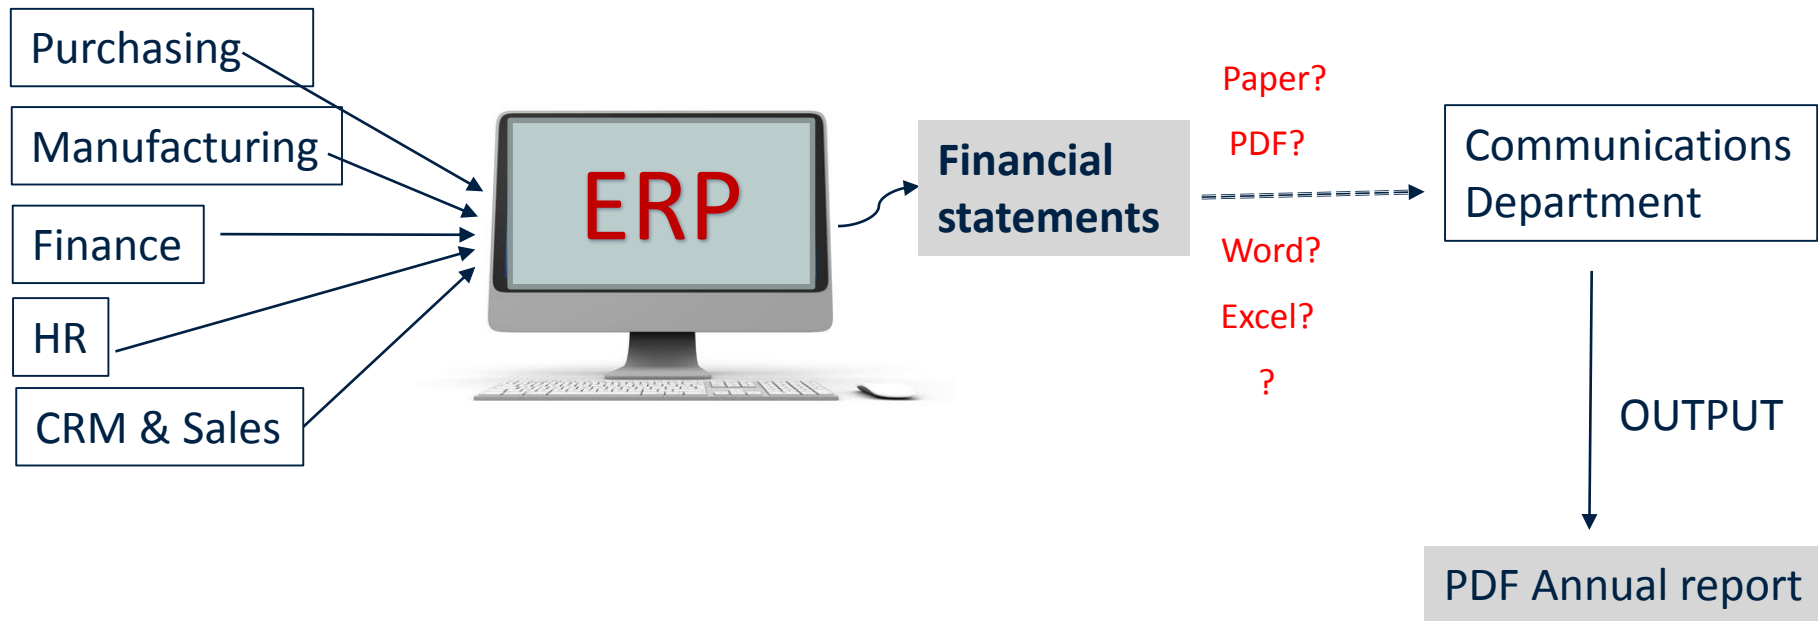 Purchasing
Manufacturing
Finance
HR
CRM & Sales
ERP
Financial
statements
Paper?
PDF?
Word?
Excel?
?
Communications
Department
OUTPUT
PDF Annual report